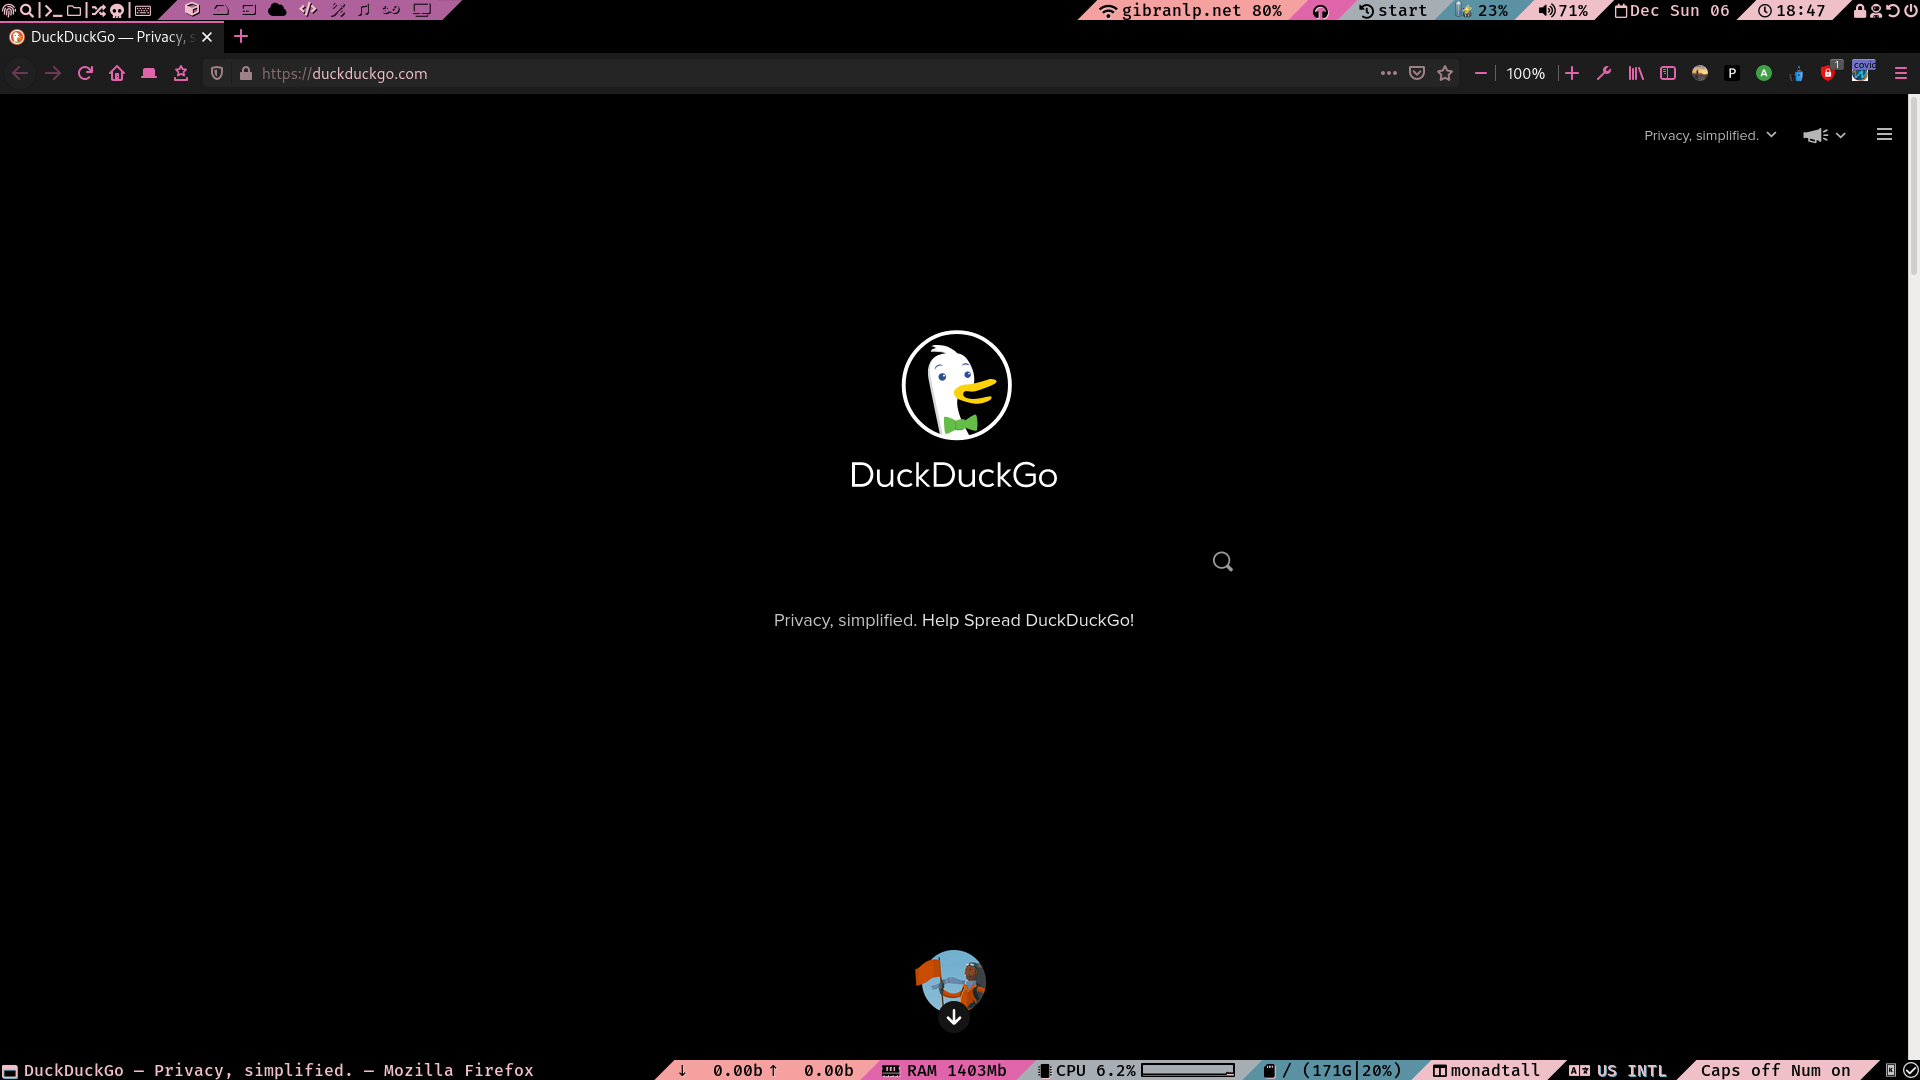 gibranlp.net 80%
start
23%
71%
Dec Sun 06
18:47
DuckDuckGo — Privacy,
https://duckduckgo.com
100%
P
A
1
covid
Privacy, simplified.
DuckDuckGo
Privacy, simplified. Help Spread DuckDuckGo!
DuckDuckGo — Privacy, simplified. — Mozilla Firefox
↓ 0.00b ↑ 0.00b
RAM 1403Mb
CPU 6.2%
/ (171G|20%)
monadtall
US INTL
Caps off Num on